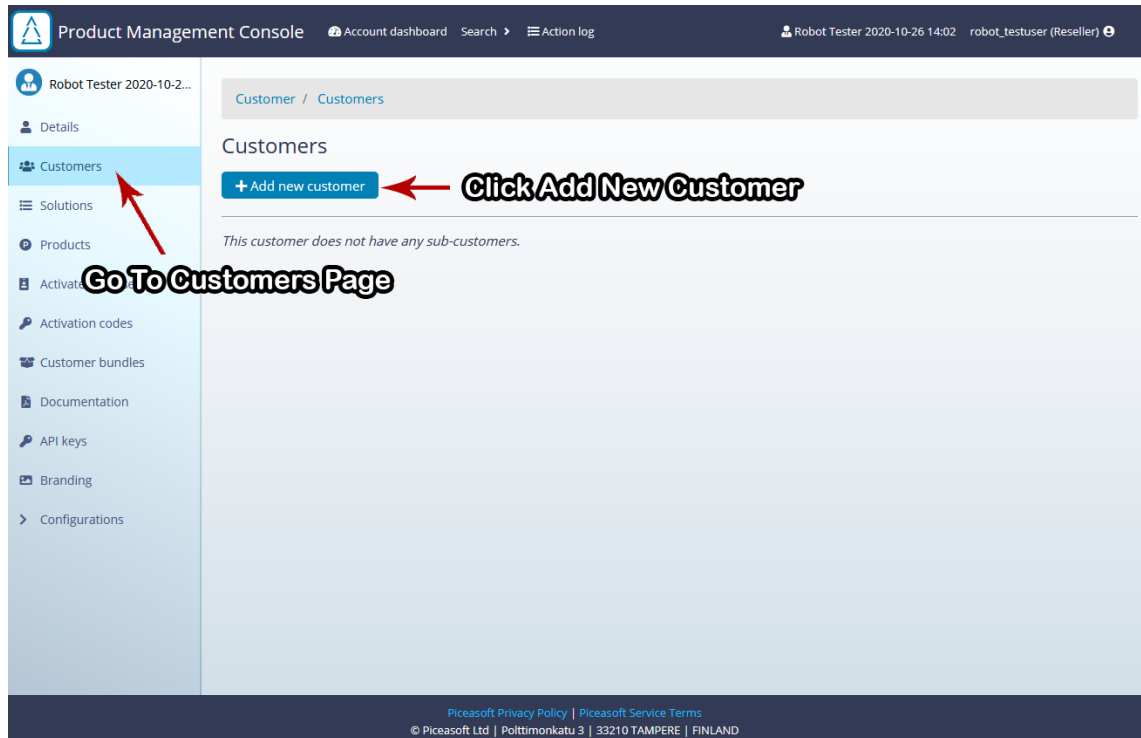 Product Management Console Account dashboard Search Action log Robot Tester 2020-10-26 14:02 robot_testuser (Reseller)
Robot Tester 2020-10-2...
Customer / Customers
Details
Customers
Customers
+ Add new customer
Click Add New Customer
Solutions
This customer does not have any sub-customers.
Products
Go To Customers Page
Activation codes
Customer bundles
Documentation
API keys
Branding
Configurations
Piceasoft Privacy Policy | Piceasoft Service Terms
© Piceasoft Ltd | Polttimonkatu 3 | 33210 TAMPERE | FINLAND